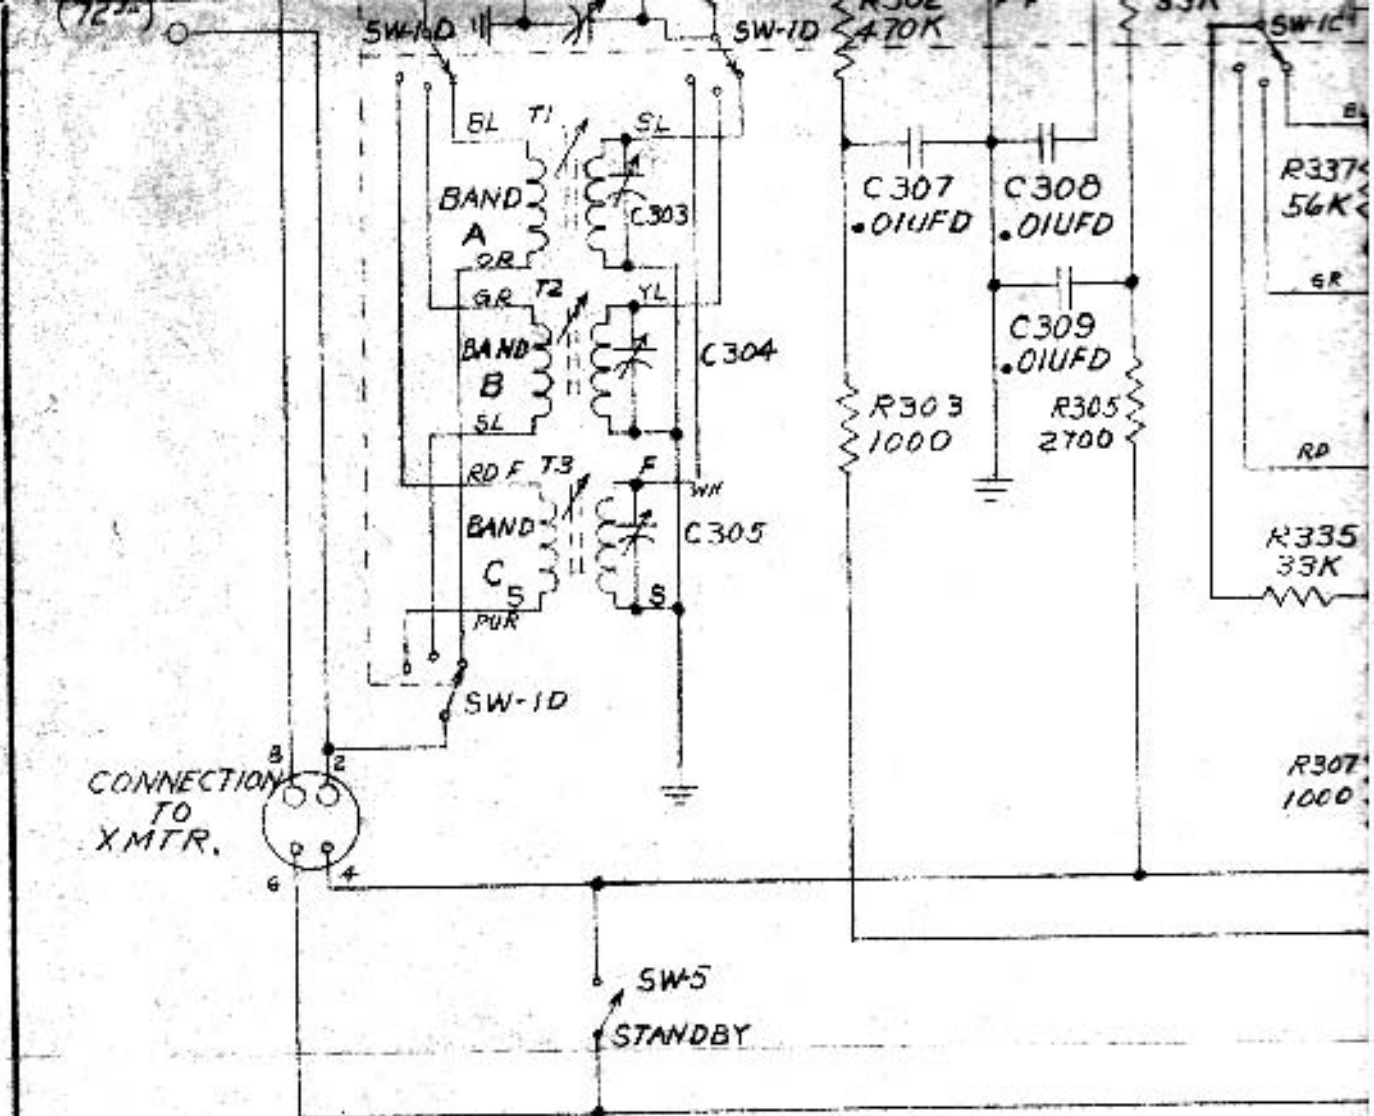 (72Ω)
SW-1D
SW-1D
R302
470K
33K
SW-1C
BL
T1
SL
BAND
A
C303
OR
C307
.01UFD
C308
.01UFD
R337
56K
GR
T2
YL
BAND
B
C304
SL
C309
.01UFD
GR
R303
1000
R305
2700
RD F
T3
F
WH
BAND
C
C305
S
S
PUR
RD
R335
33K
SW-1D
8
2
CONNECTION
TO
XMTR.
6
4
R307
1000
SW-5
STANDBY